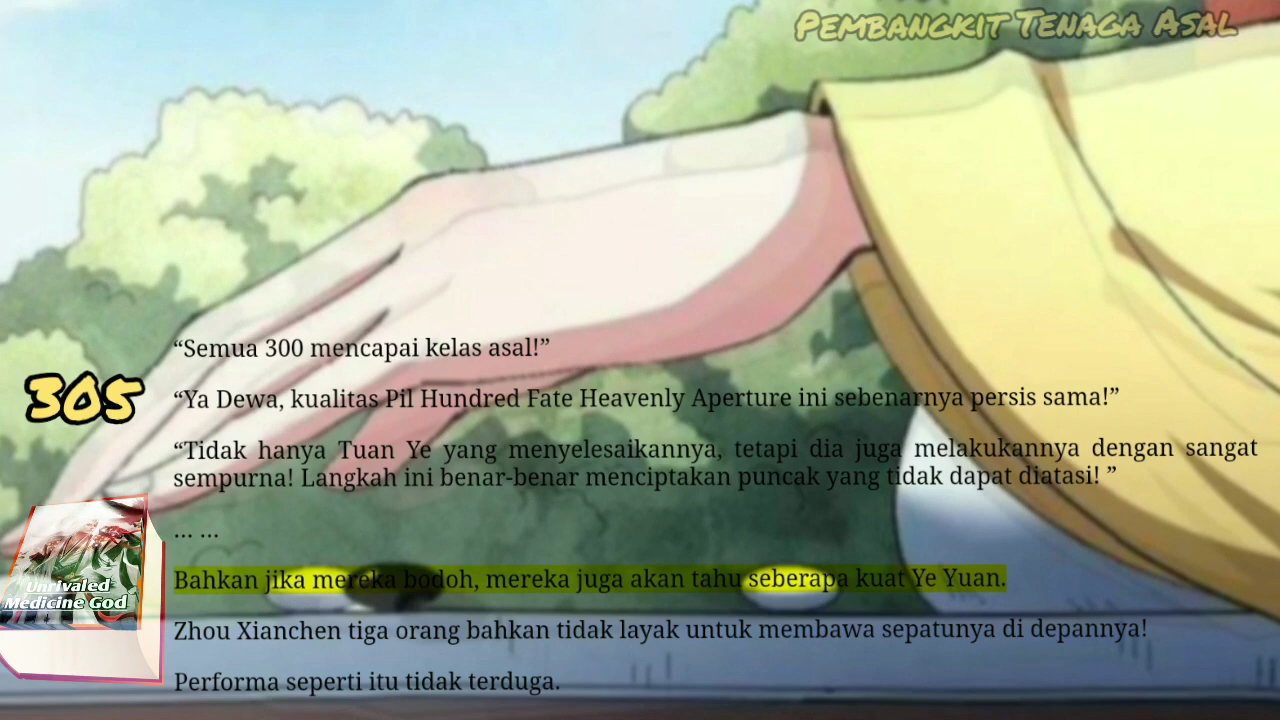 Pembangkit Tenaga Asal
“Semua 300 mencapai kelas asal!”
305
“Ya Dewa, kualitas Pil Hundred Fate Heavenly Aperture ini sebenarnya persis sama!”
“Tidak hanya Tuan Ye yang menyelesaikannya, tetapi dia juga melakukannya dengan sangat
sempurna! Langkah ini benar-benar menciptakan puncak yang tidak dapat diatasi! ”
... ...
Bahkan jika mereka bodoh, mereka juga akan tahu seberapa kuat Ye Yuan.
Unrivaled
Medicine God
Zhou Xianchen tiga orang bahkan tidak layak untuk membawa sepatunya di depannya!
Performa seperti itu tidak terduga.